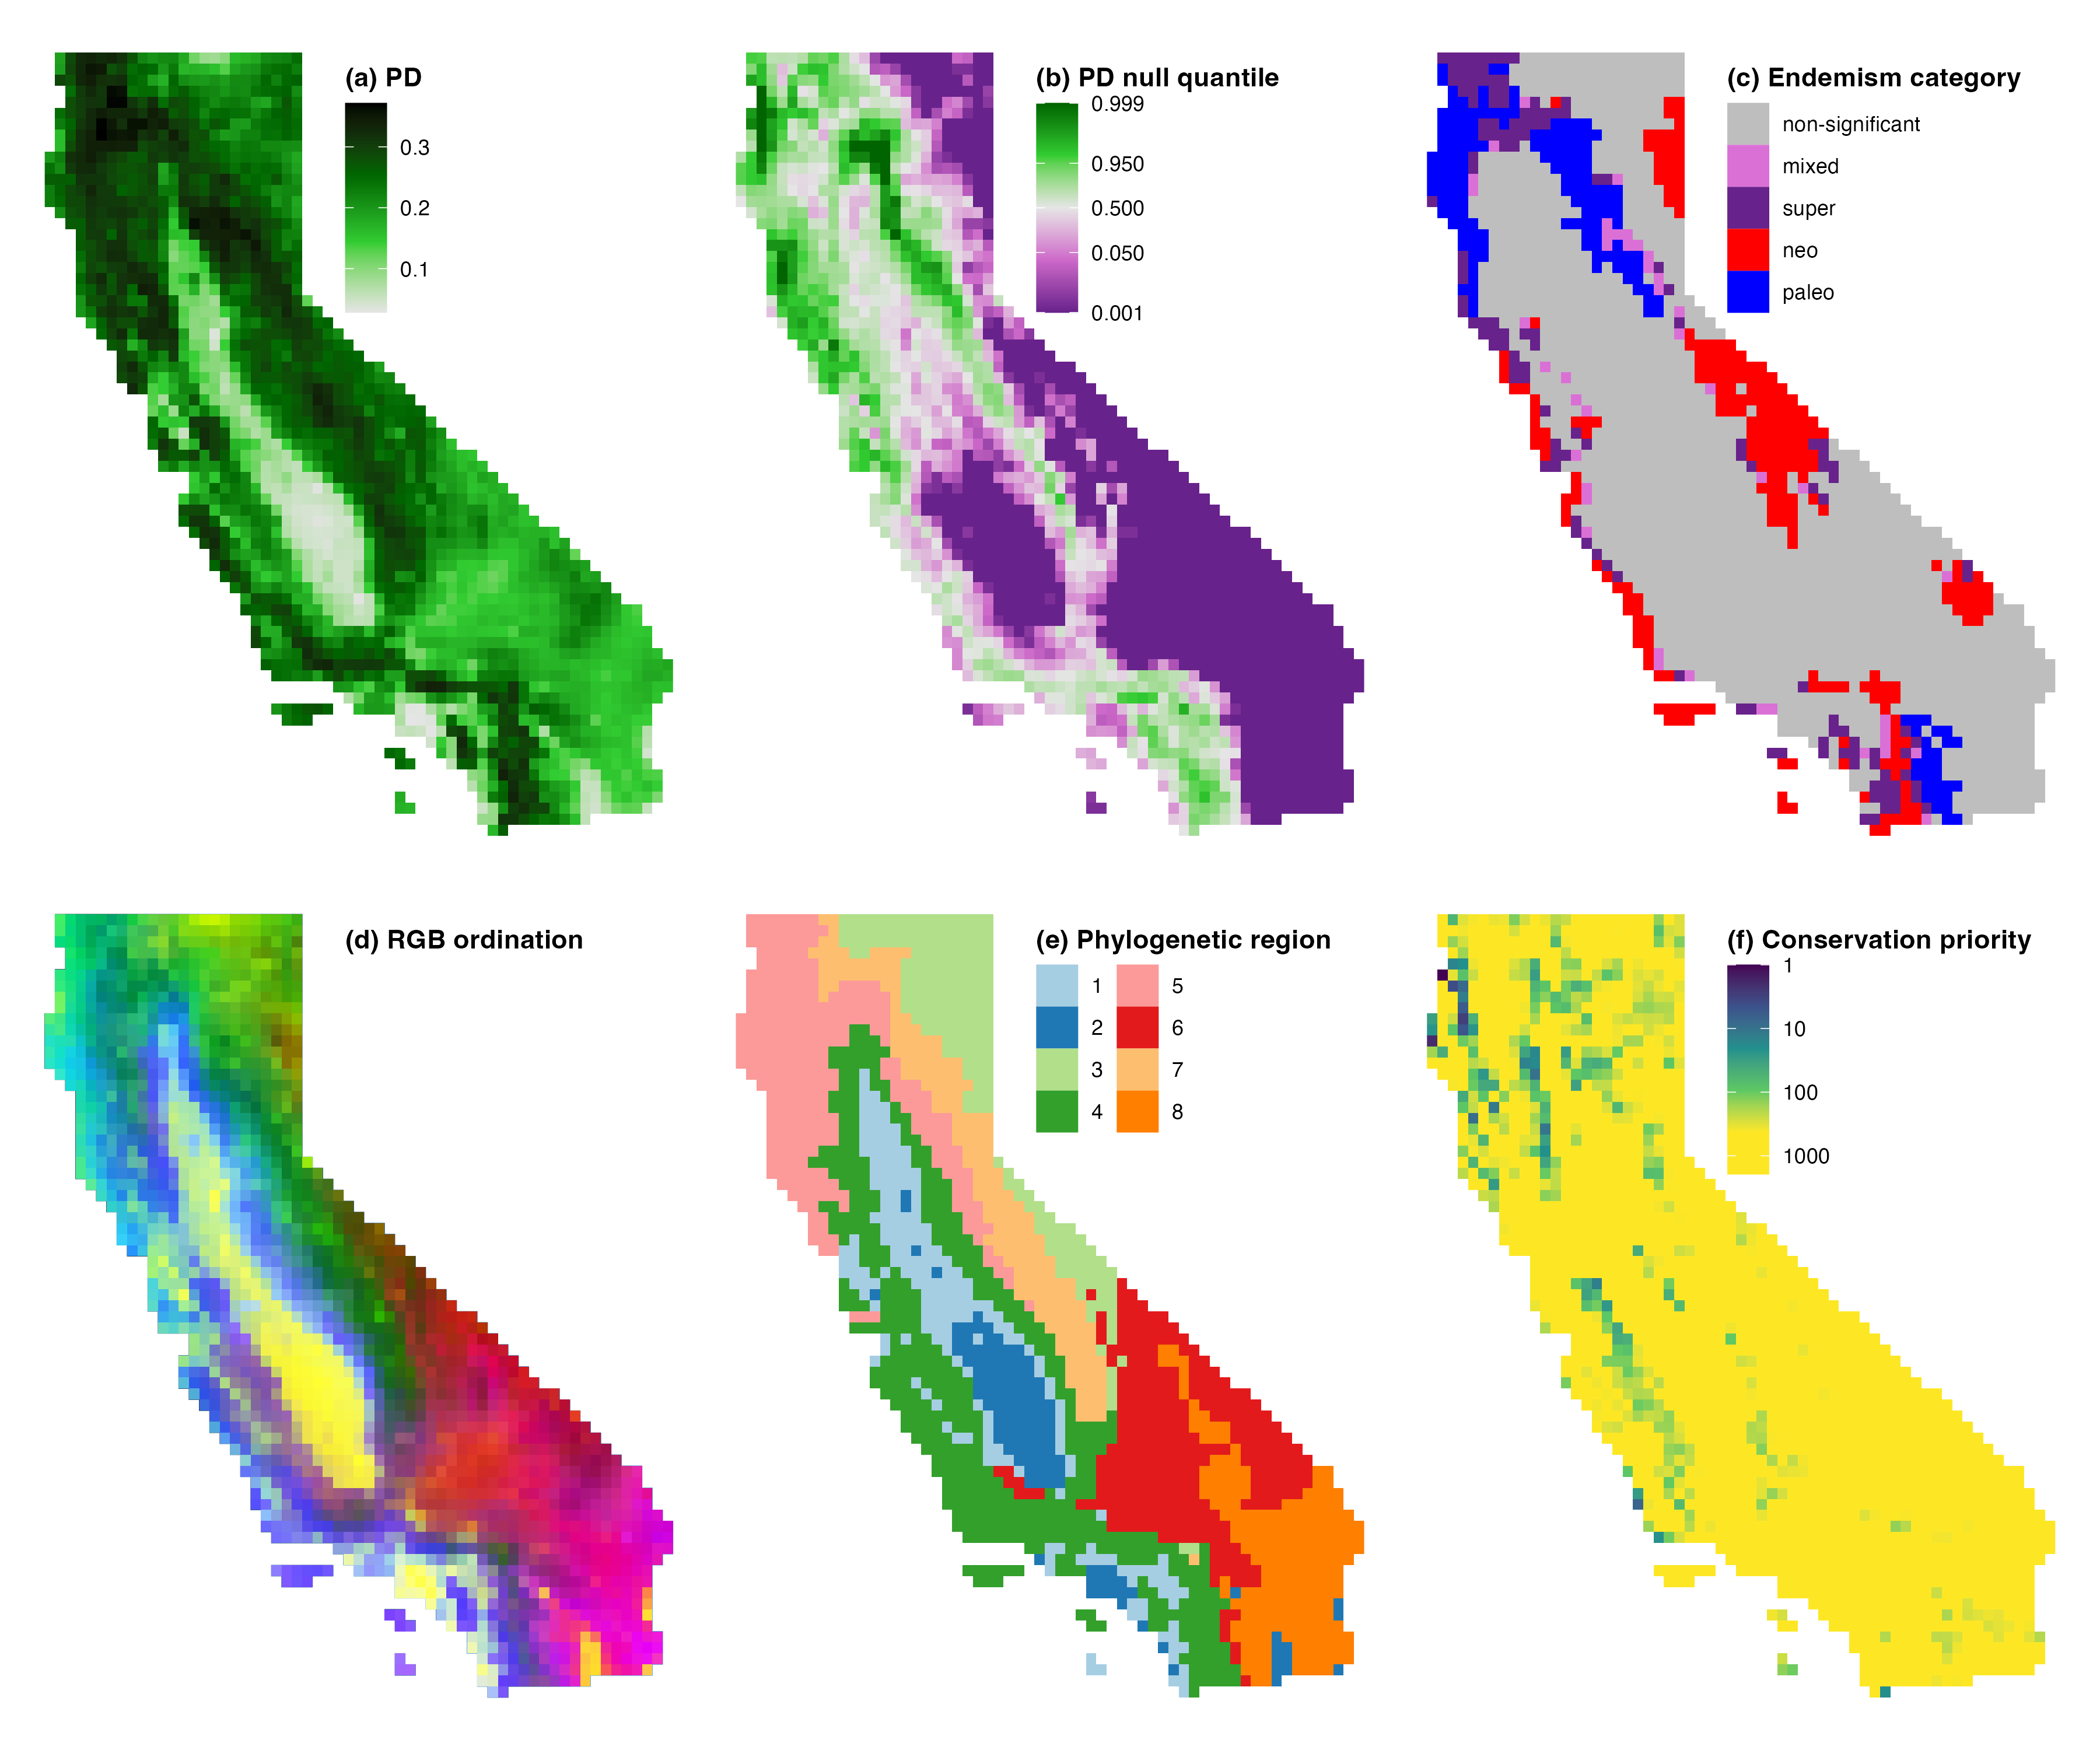 (a) PD
0.3
0.2
0.1
(b) PD null quantile
0.999
0.950
0.500
0.050
0.001
(c) Endemism category
non-significant
mixed
super
neo
paleo
(d) RGB ordination
(e) Phylogenetic region
1 5
2 6
3 7
4 8
(f) Conservation priority
1
10
100
1000